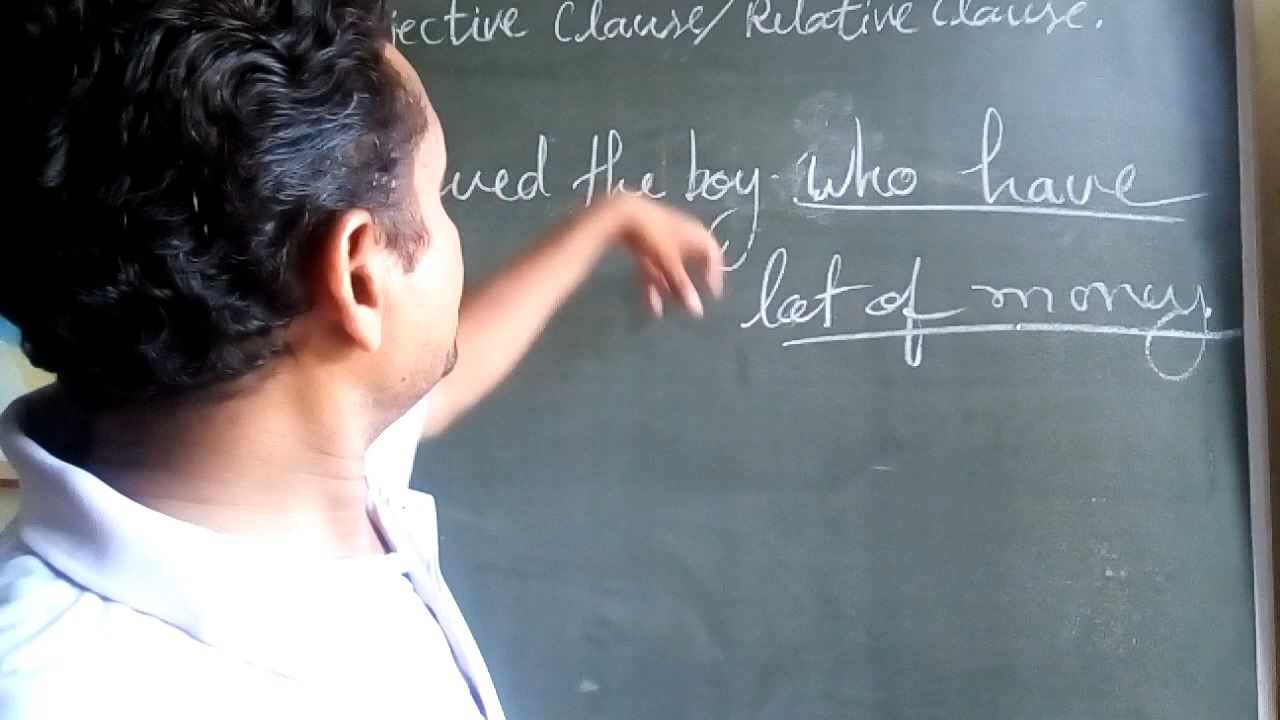 jective Clause/ Relative Clause.
ved the boy who have
lot of money.